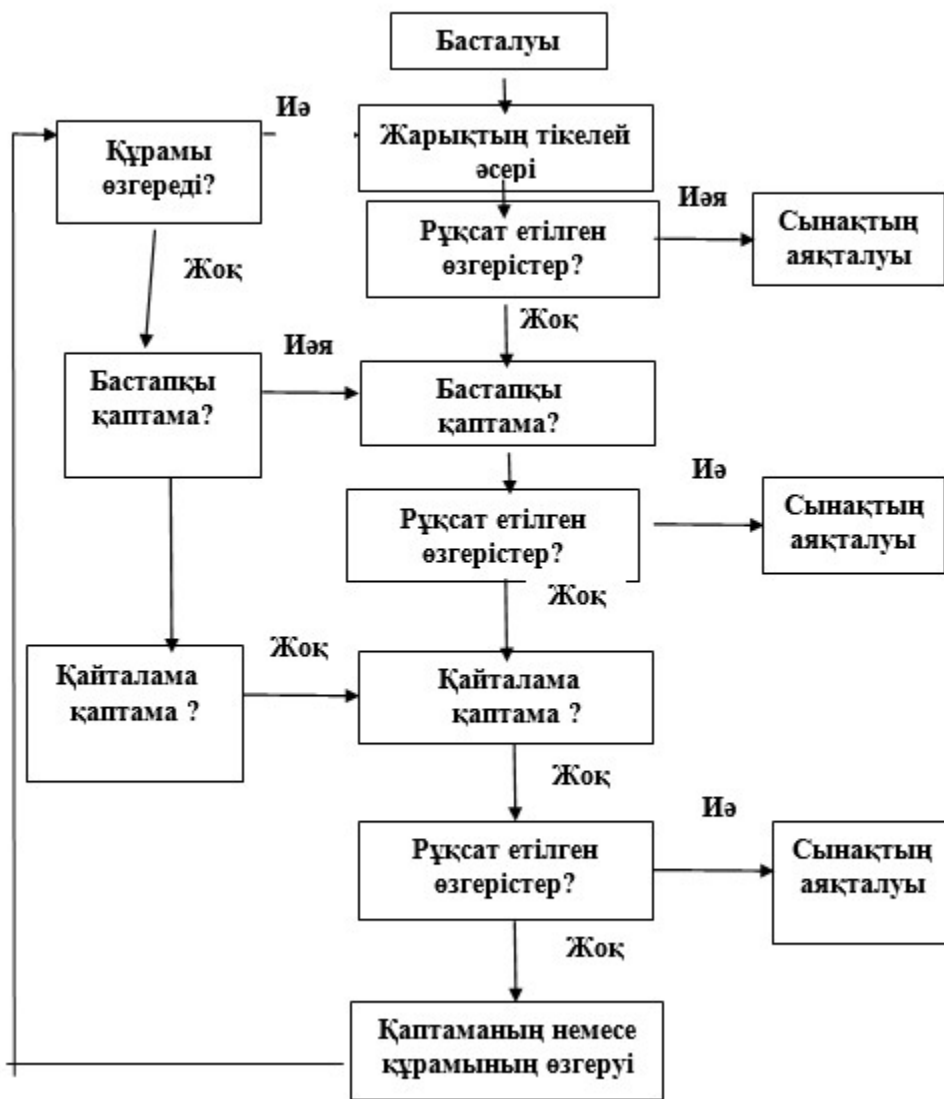 Басталуы
Иә
Құрамы
өзгереді?
Жарықтың тікелей
әсері
Иәя
Рұқсат етілген
өзгерістер?
Сынақтың
аяқталуы
Жоқ
Жоқ
Иәя
Бастапқы
қаптама?
Бастапқы
қаптама?
Иә
Рұқсат етілген
өзгерістер?
Сынақтың
аяқталуы
Жоқ
Жоқ
Қайталама
қаптама ?
Қайталама
қаптама ?
Жоқ
Иә
Рұқсат етілген
өзгерістер?
Сынақтың
аяқталуы
Жоқ
Қаптаманың немесе
құрамының өзгеруі